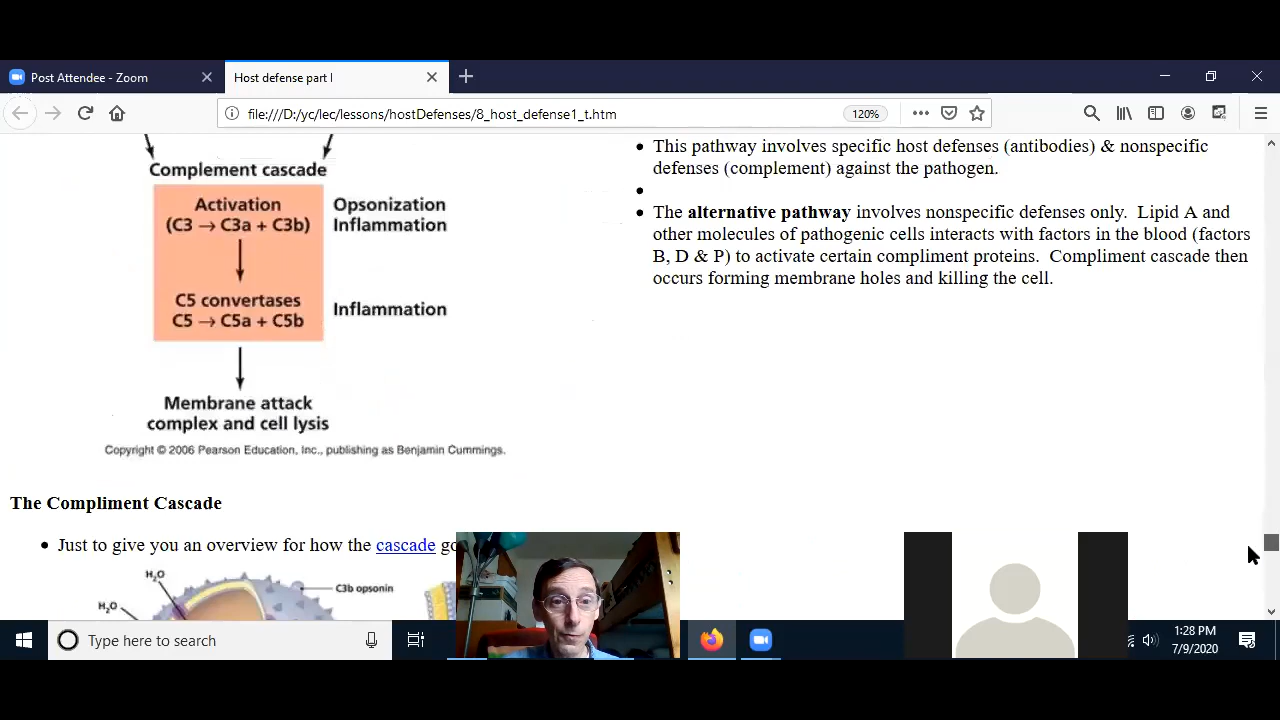 Post Attendee - Zoom
Host defense part I
file:///D:/yc/lec/lessons/hostDefenses/8_host_defense1_t.htm
120%
Complement cascade
Activation
(C3 → C3a + C3b)
Opsonization
Inflammation
C5 convertases
C5 → C5a + C5b
Inflammation
Membrane attack
complex and cell lysis
Copyright © 2006 Pearson Education, Inc., publishing as Benjamin Cummings.
• This pathway involves specific host defenses (antibodies) & nonspecific
defenses (complement) against the pathogen.
•
• The alternative pathway involves nonspecific defenses only. Lipid A and
other molecules of pathogenic cells interacts with factors in the blood (factors
B, D & P) to activate certain compliment proteins. Compliment cascade then
occurs forming membrane holes and killing the cell.
The Compliment Cascade
• Just to give you an overview for how the cascade
H₂O
C3b opsonin
H₂O
Type here to search
1:28 PM
7/9/2020